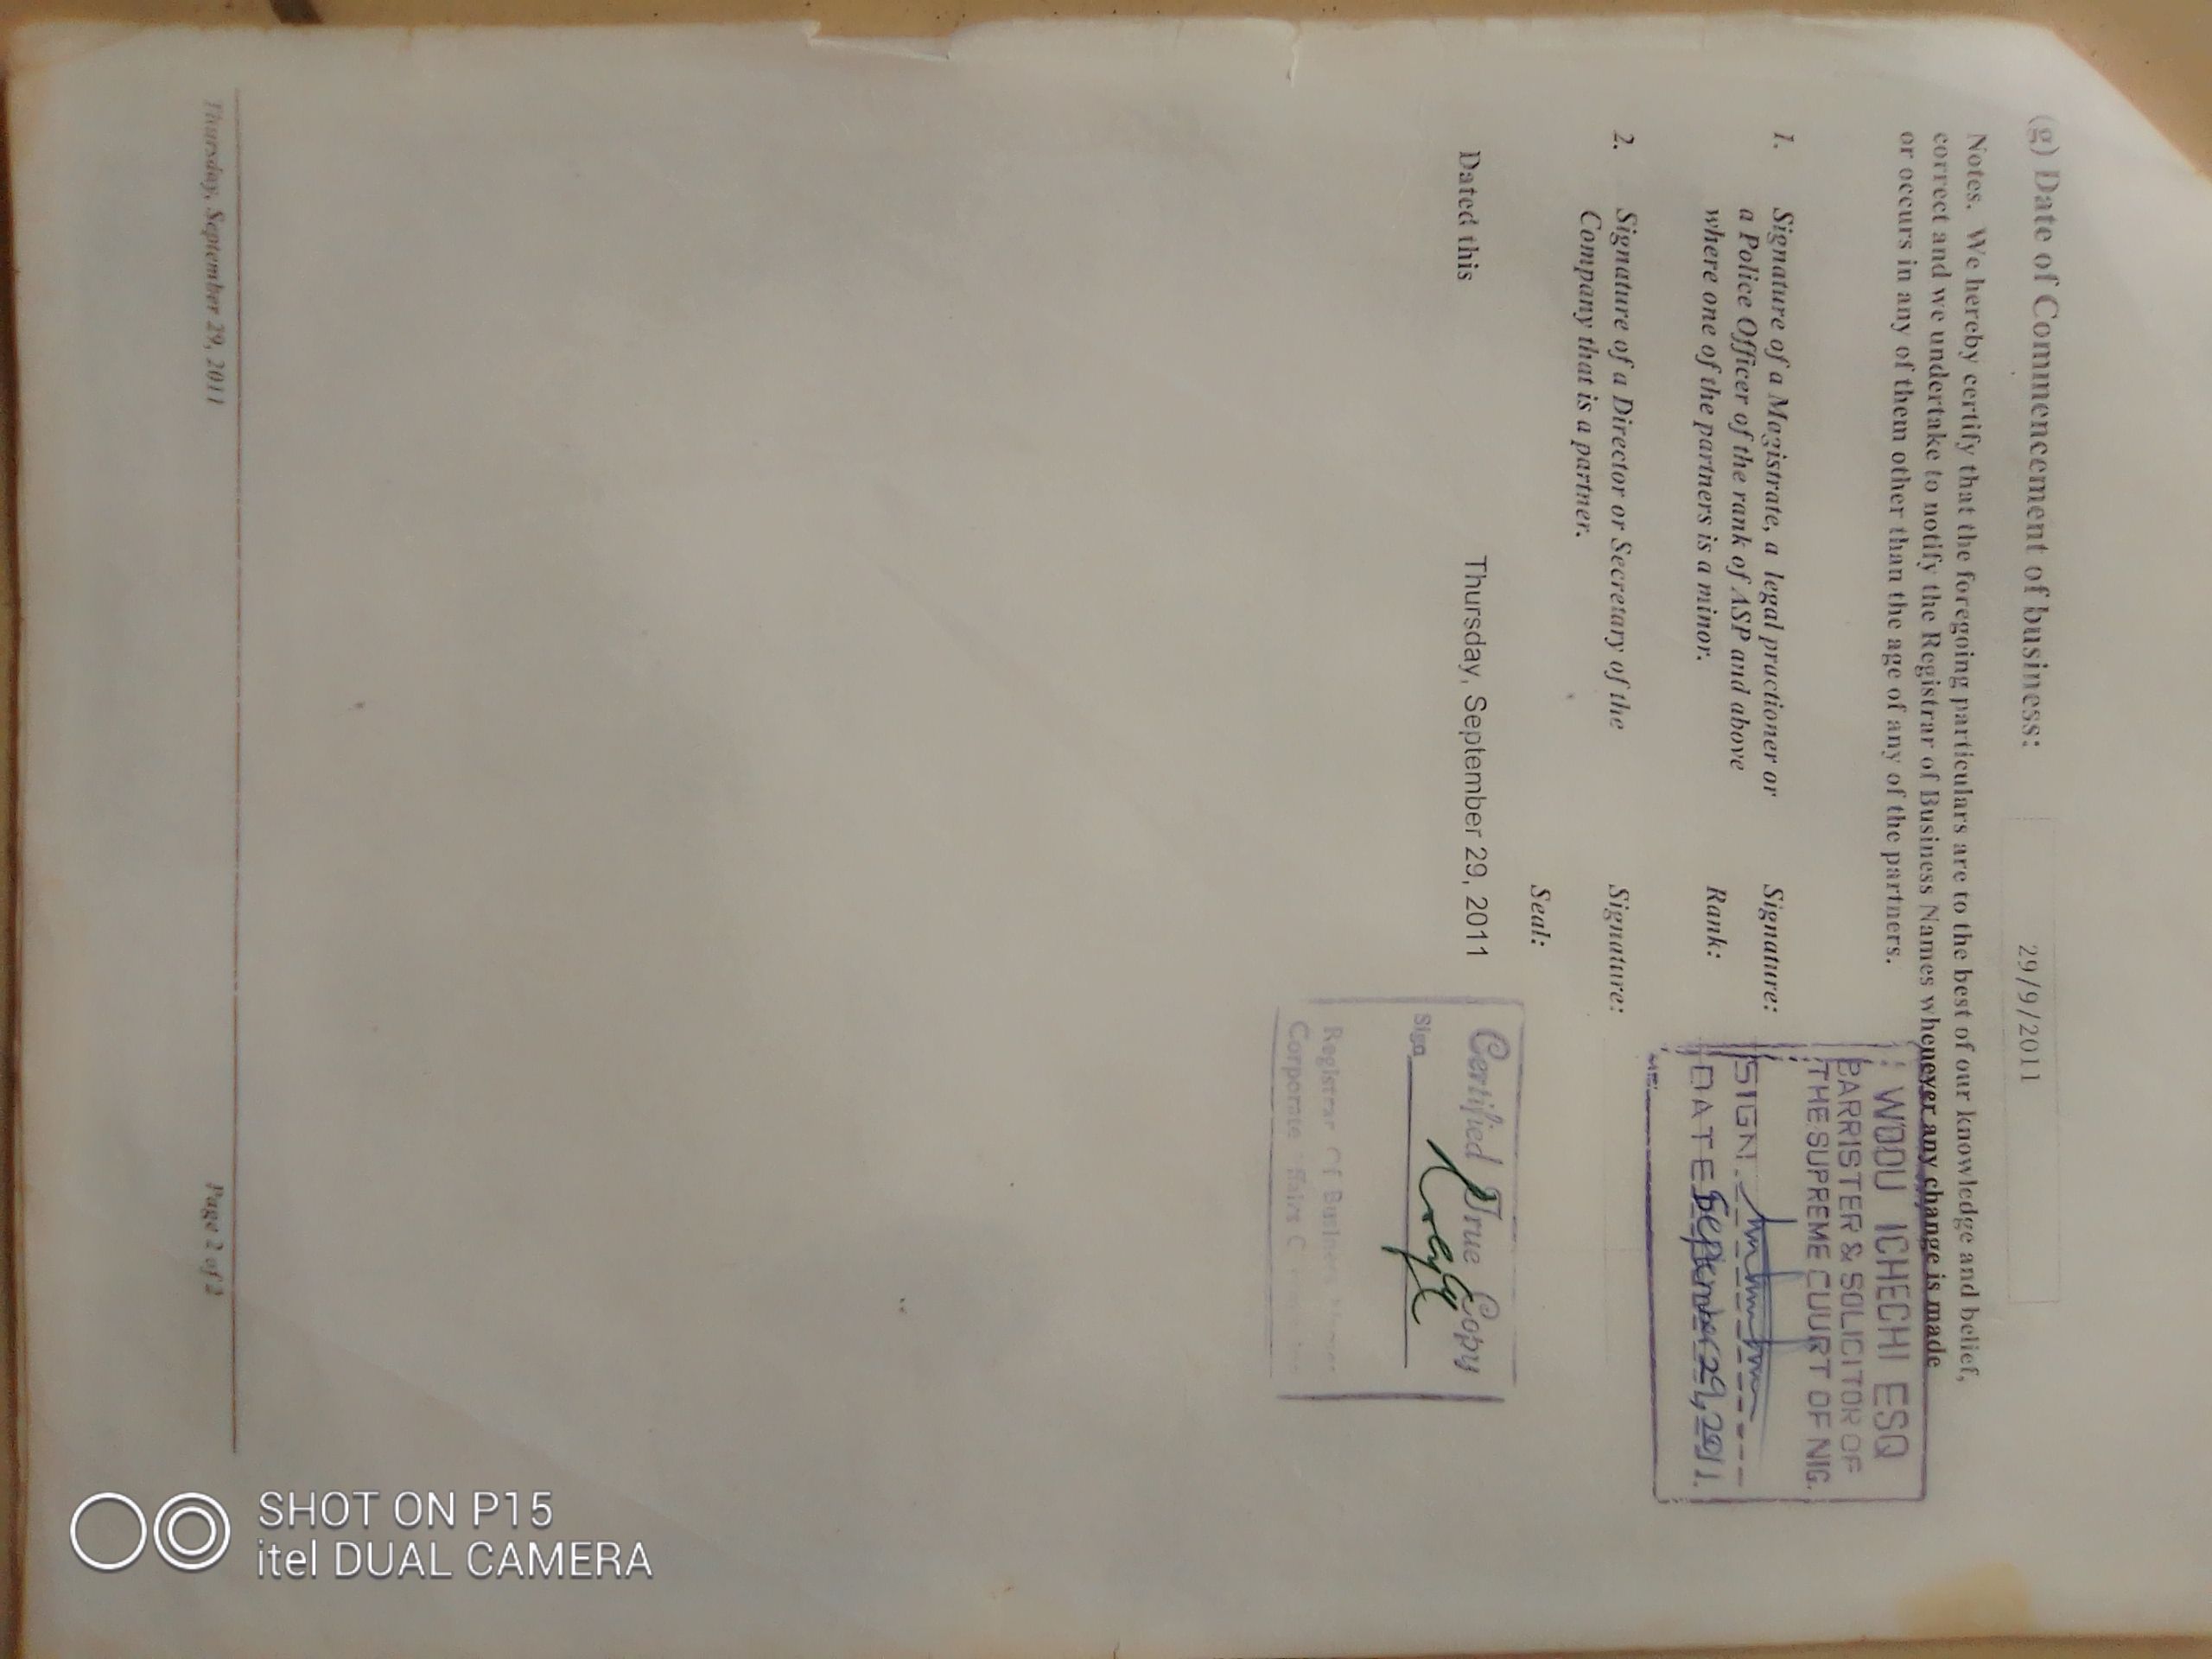 (g) Date of Commencement of business: 29/9/2011
Notes. We hereby certify that the foregoing particulars are to the best of our knowledge and belief,
correct and we undertake to notify the Registrar of Business Names whenever any change is made
or occurs in any of them other than the age of any of the partners.
WODU ICHECHI ESQ
BARRISTER & SOLICITOR OF
THE SUPREME COURT OF NIG.
SIGN
DATE September 29, 2011.
1. Signature of a Magistrate, a legal practioner or Signature:
a Police Officer of the rank of ASP and above
where one of the partners is a minor. Rank:
2. Signature of a Director or Secretary of the Signature:
Company that is a partner.
Seal:
Dated this Thursday, September 29, 2011
Certified True Copy
Sign
Registrar Of Business Names
Corporate Affairs
Thursday, September 29, 2011 Page 2 of 2
SHOT ON P15
itel DUAL CAMERA